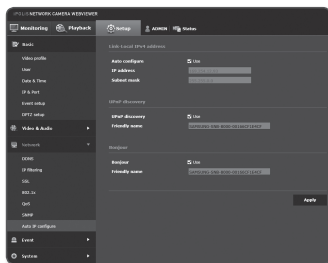 IPOLIS NETWORK CAMERA WEBVIEWER
Monitoring Playback Setup ADMIN Status
Basic
Video profile
User
Date & Time
IP & Port
Event setup
DPTZ setup
Video & Audio
Network
DDNS
IP filtering
SSL
802.1x
QoS
SNMP
Auto IP configure
Event
System
Link-Local IPv4 address
Auto configure Use
IP address
Subnet mask
UPnP discovery
UPnP discovery Use
Friendly name
Bonjour
Bonjour Use
Friendly name
Apply